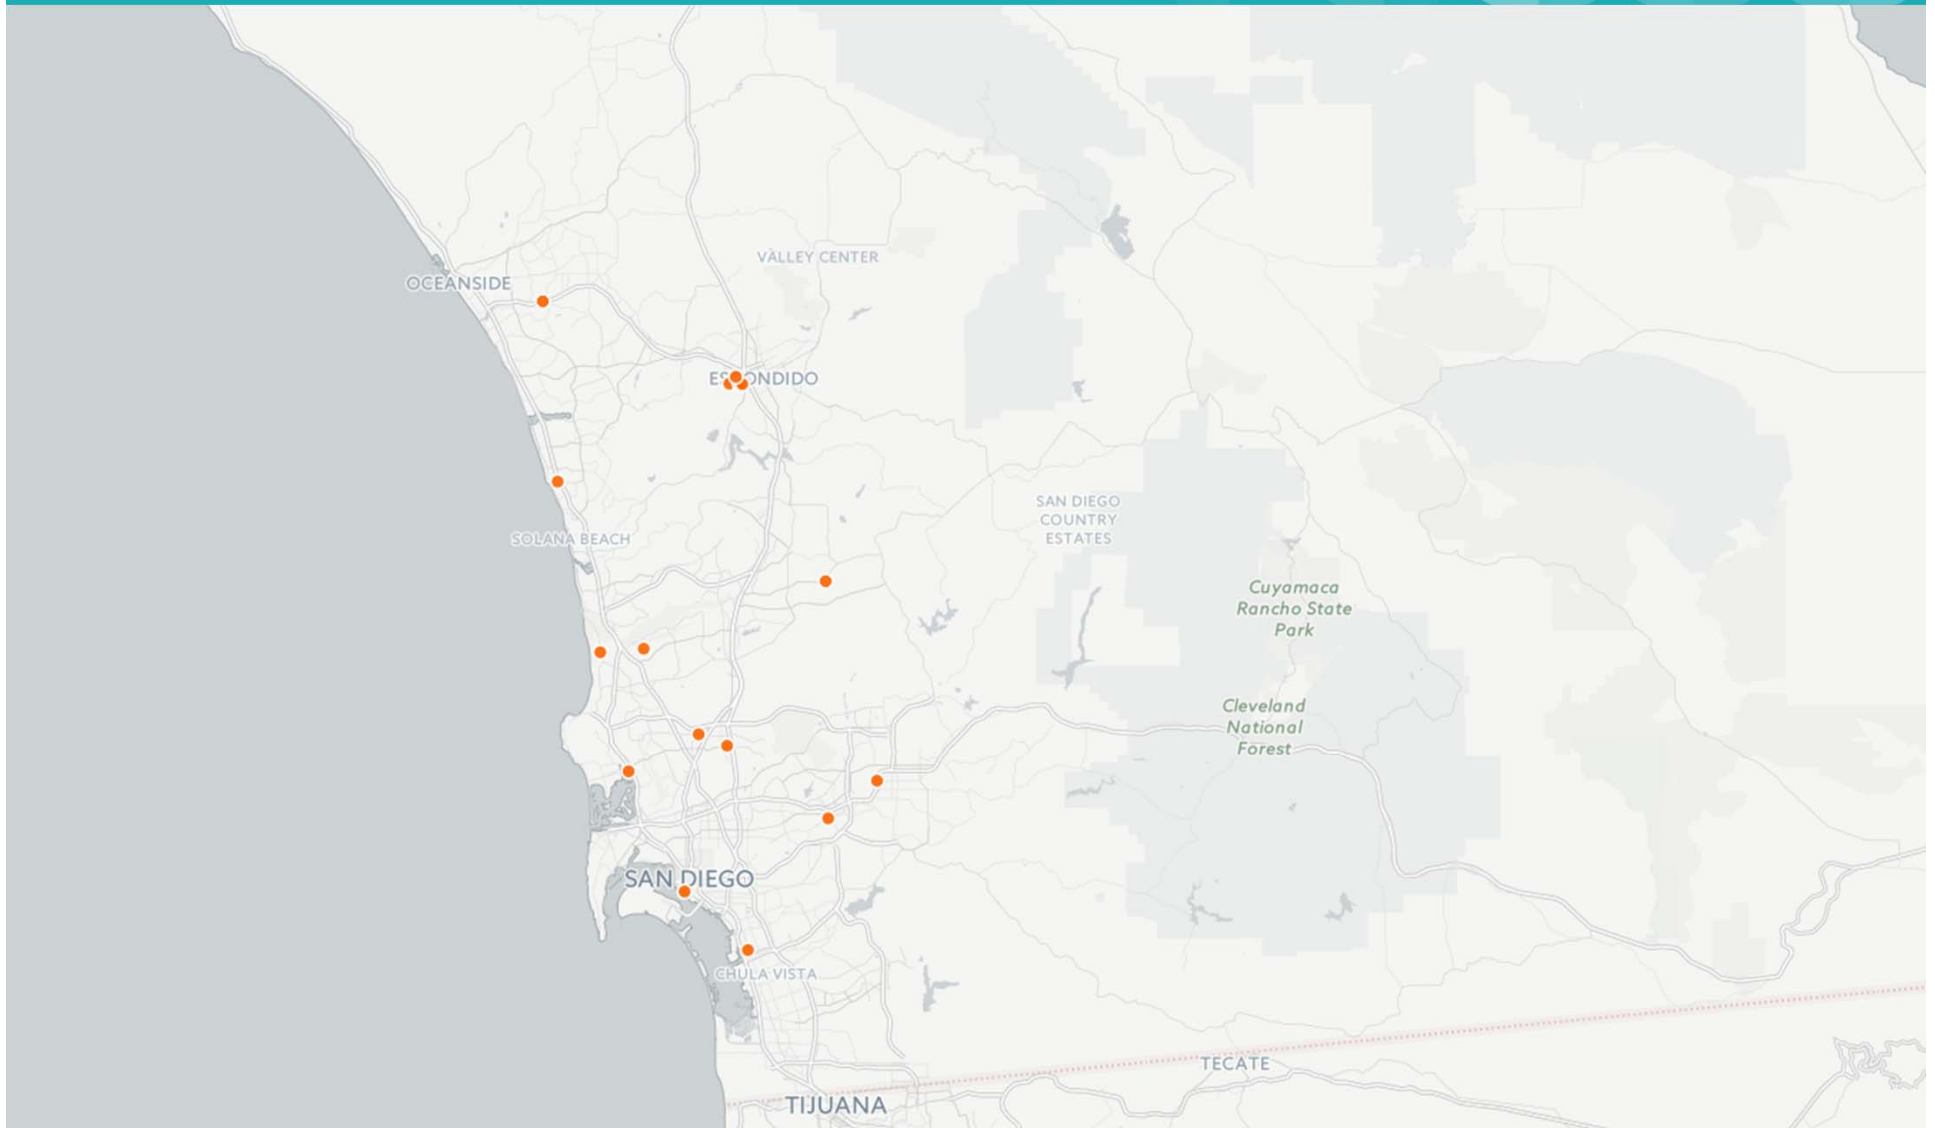 VALLEY CENTER
OCEANSIDE
ESCONDIDO
SAN DIEGO
COUNTRY
ESTATES
SOLANA BEACH
Cuyamaca
Rancho State
Park
Cleveland
National
Forest
SAN DIEGO
CHULA VISTA
TECATE
TIJUANA